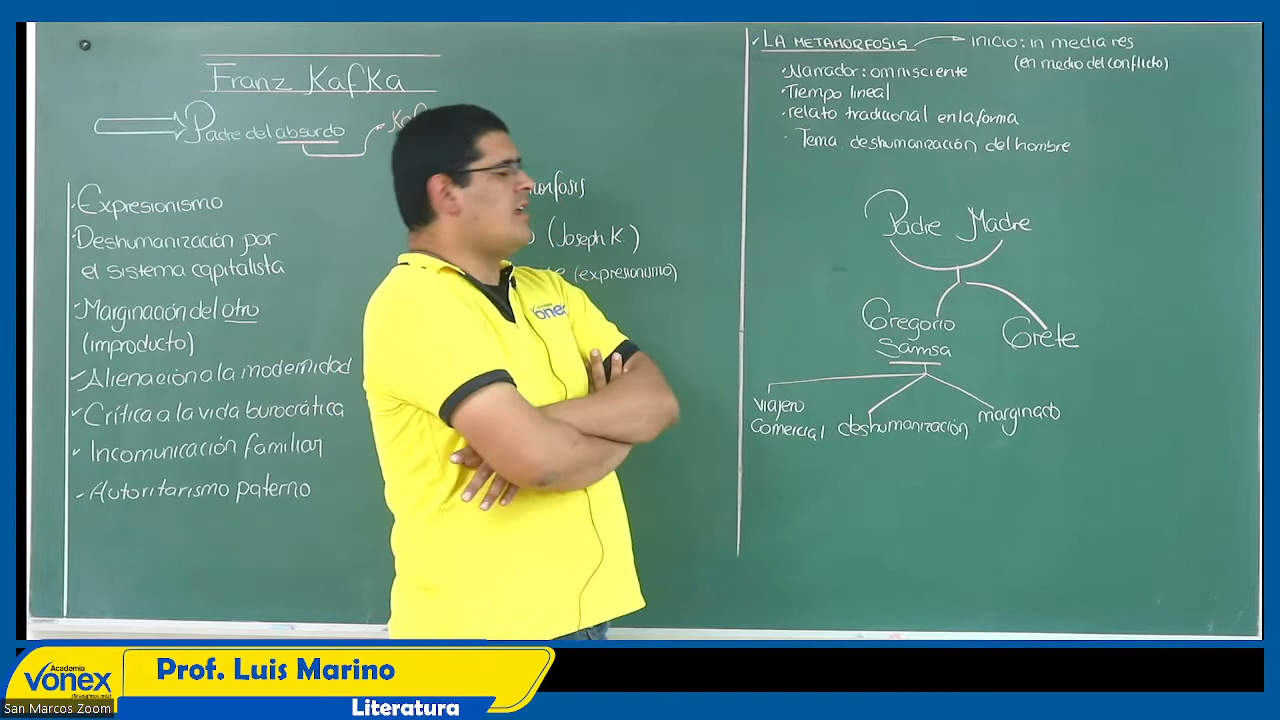 Franz Kafka
Padre del absurdo
Expresionismo
Deshumanización por
el sistema capitalista
Marginación del otro
(improducto)
Alienación a la modernidad
Crítica a la vida burocrática
Incomunicación familiar
Autoritarismo paterno
(Joseph K.)
(expresionismo)
LA METAMORFOSIS
inicio: in media res
(en medio del conflicto)
Narrador: omnisciente
Tiempo lineal
relato tradicional en la forma
Tema deshumanización del hombre
Padre Madre
Gregorio
Samsa
Grete
viajero
comercial
deshumanización
marginado
Academia
vonex
Academia
vonex
Prof. Luis Marino
Literatura
San Marcos Zoom